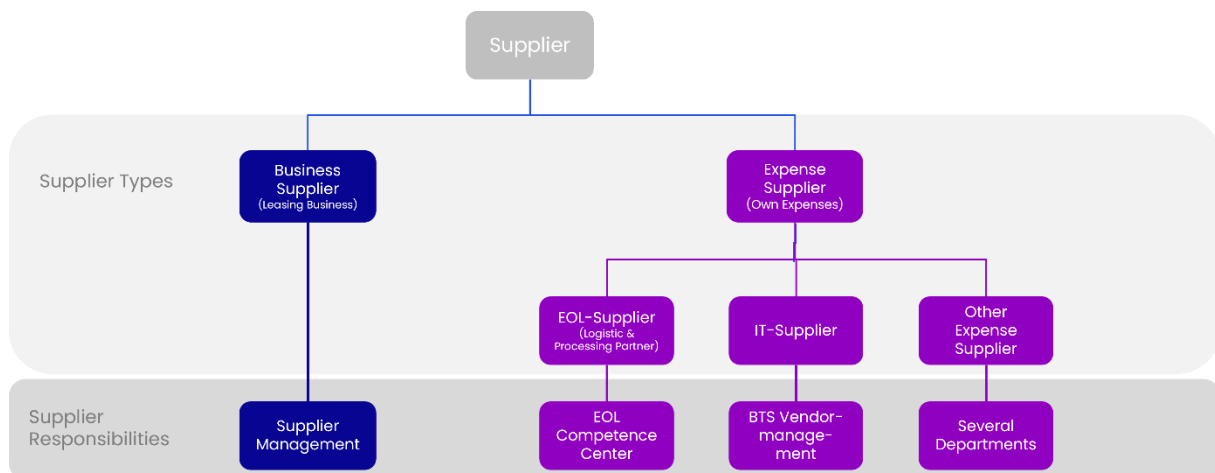 Supplier
Supplier Types
Business
Supplier
(Leasing Business)
Expense
Supplier
(Own Expenses)
EOL-Supplier
(Logistic &
Processing Partner)
IT-Supplier
Other
Expense
Supplier
Supplier
Responsibilities
Supplier
Management
EOL
Competence
Center
BTS Vendor-
manage-
ment
Several
Departments